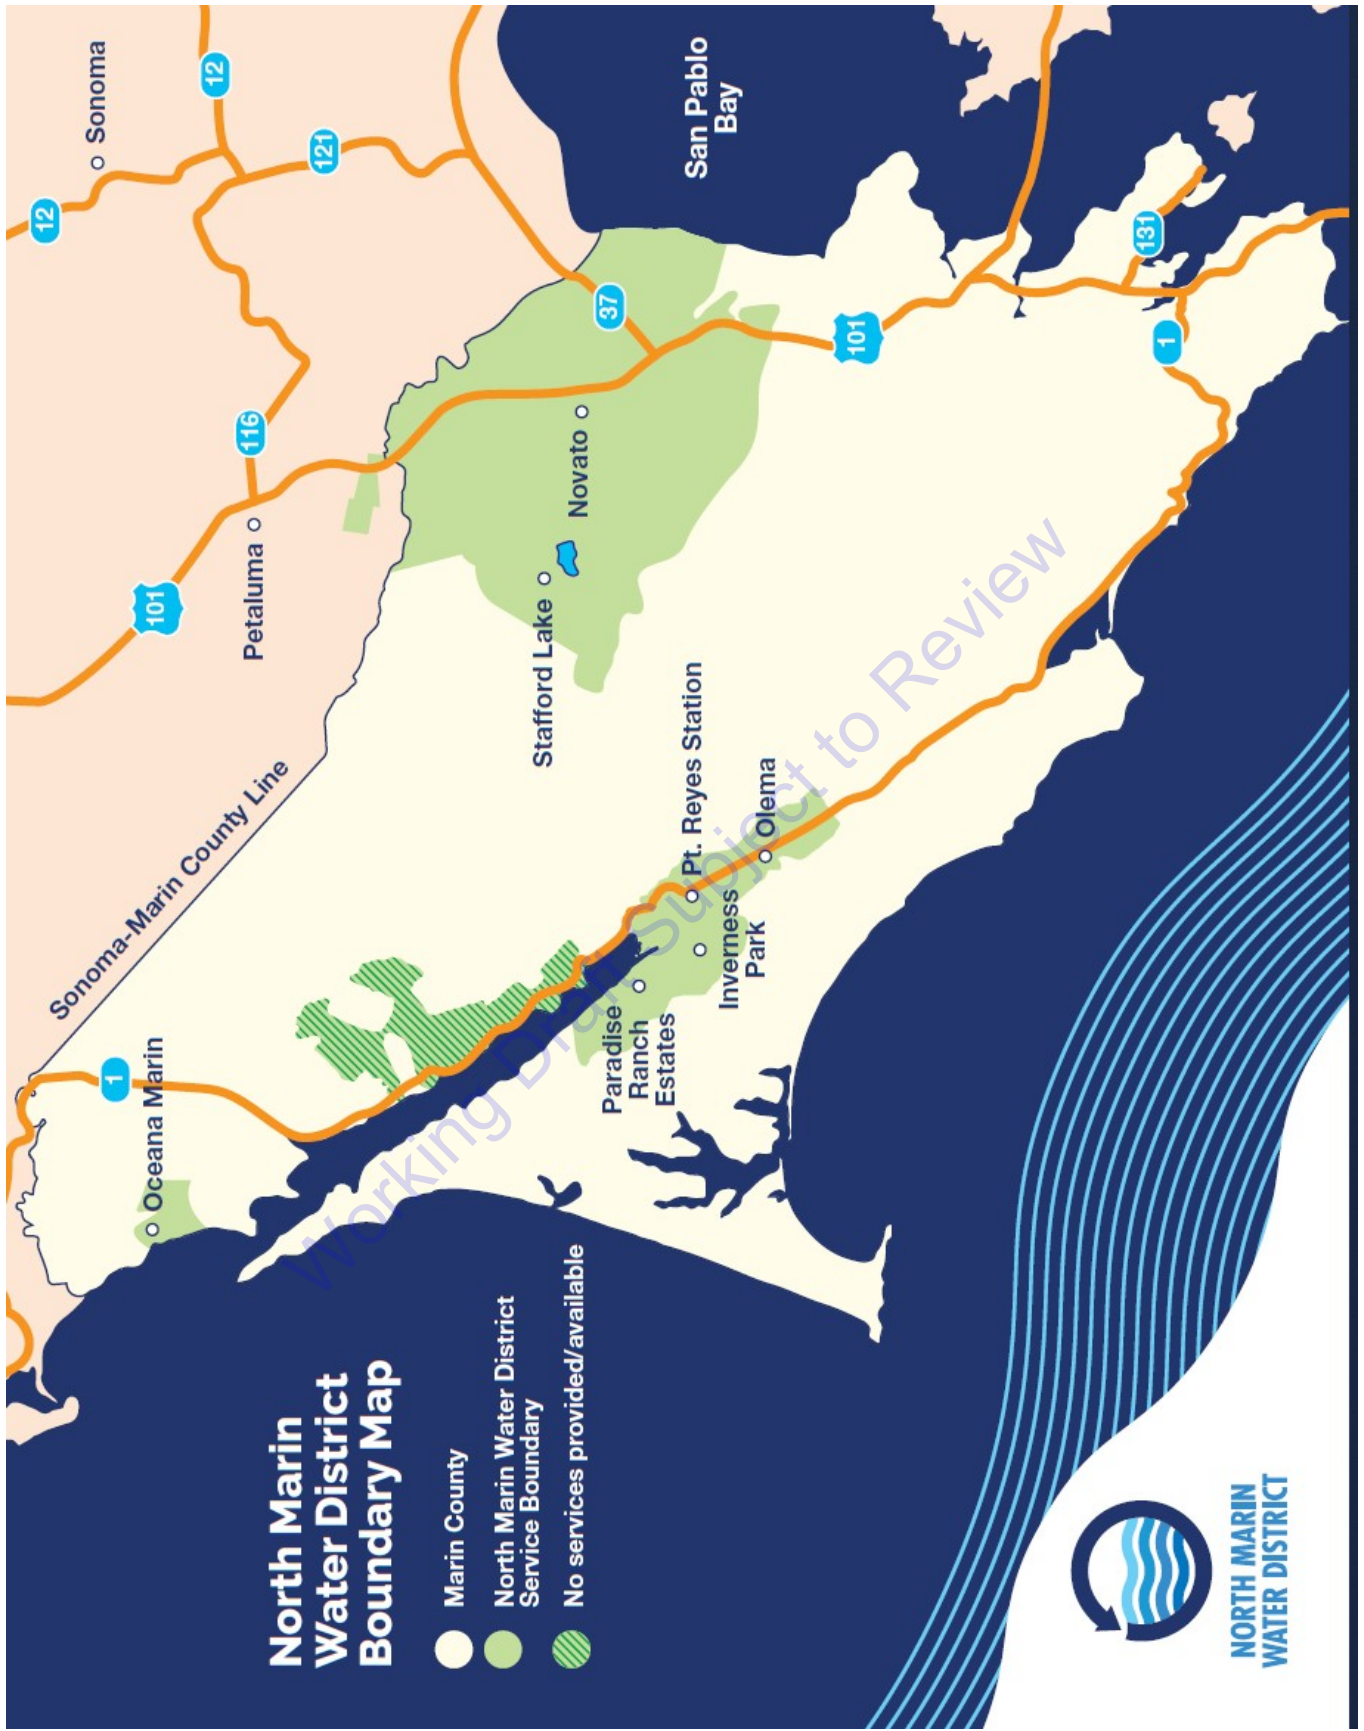 North Marin
Water District
Boundary Map
Marin County
North Marin Water District
Service Boundary
No services provided/available
Sonoma-Marin County Line
Oceana Marin
1
101
Petaluma
116
12
Sonoma
12
121
37
Stafford Lake
Novato
San Pablo
Bay
101
131
1
Paradise
Ranch
Estates
Inverness
Park
Pt. Reyes Station
Olema
Working Draft Subject to Review
NORTH MARIN
WATER DISTRICT